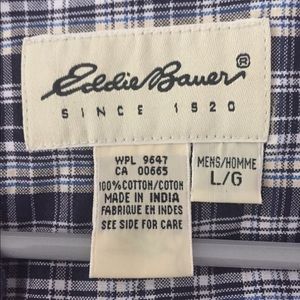 Eddie Bauer®
SINCE 1920
WPL 9647
CA 00665
100% COTTON/COTON
MADE IN INDIA
FABRIQUE EH INDES
SEE SIDE FOR CARE
MENS/HOMME
L/G